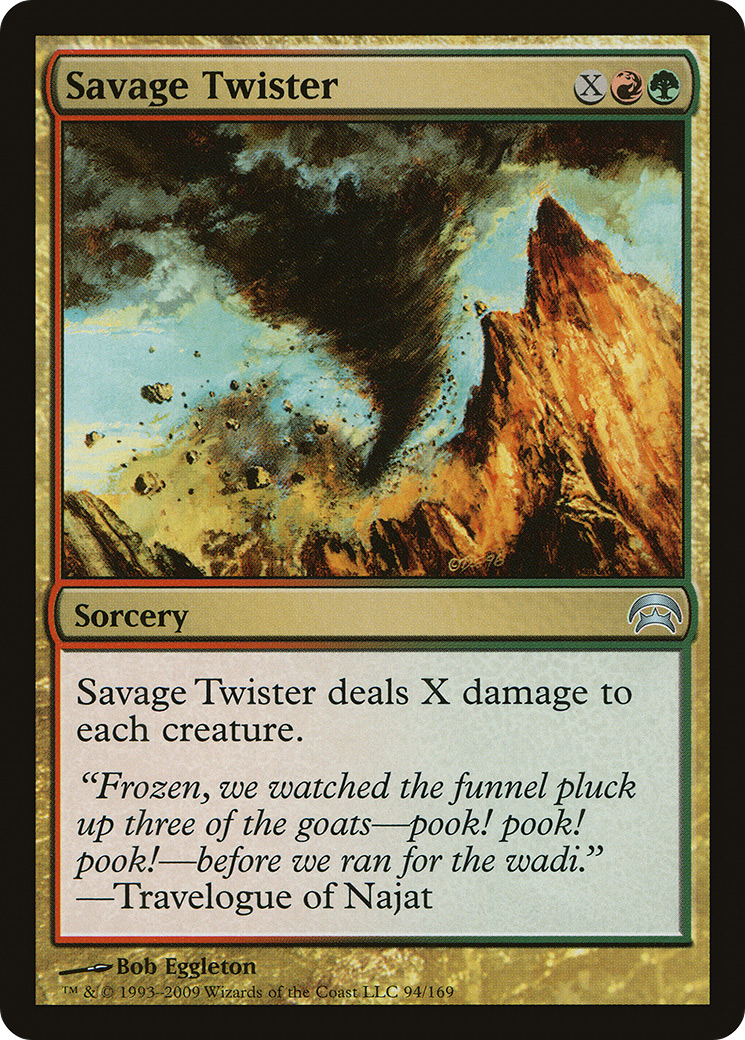 Savage Twister
X
Sorcery
Savage Twister deals X damage to
each creature.
“Frozen, we watched the funnel pluck
up three of the goats—pook! pook!
pook!—before we ran for the wadi.”
—Travelogue of Najat
Bob Eggleton
™ & © 1993–2009 Wizards of the Coast LLC 94/169